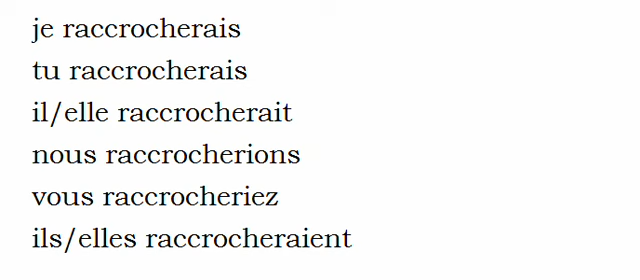 je raccrocherais
tu raccrocherais
il/elle raccrocherait
nous raccrocherions
vous raccrocheriez
ils/elles raccrocheraient